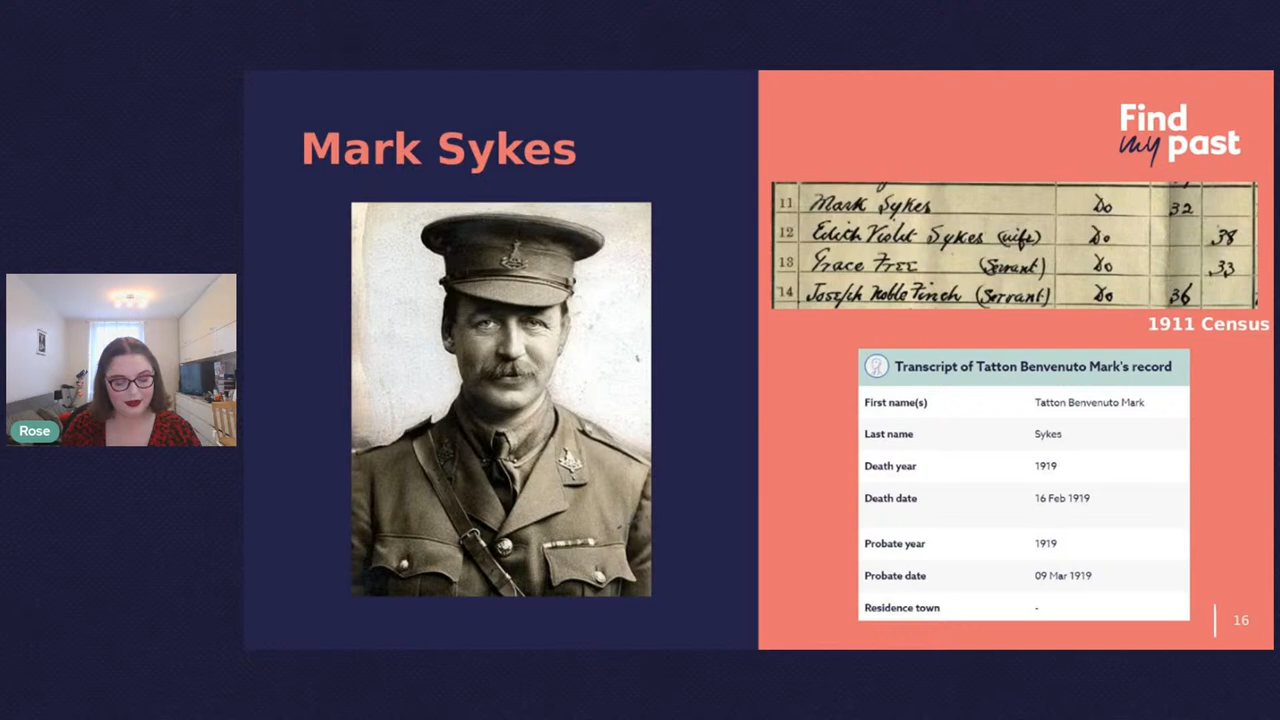 Mark Sykes
Find
my past
11 Mark Sykes Do 32
12 Edith Violet Sykes (wife) Do 38
13 Grace Free (Servant) Do 33
14 Joseph Noble Finch (Servant) Do 36
1911 Census
Transcript of Tatton Benvenuto Mark's record
First name(s) Tatton Benvenuto Mark
Last name Sykes
Death year 1919
Death date 16 Feb 1919
Probate year 1919
Probate date 09 Mar 1919
Residence town -
16
Rose